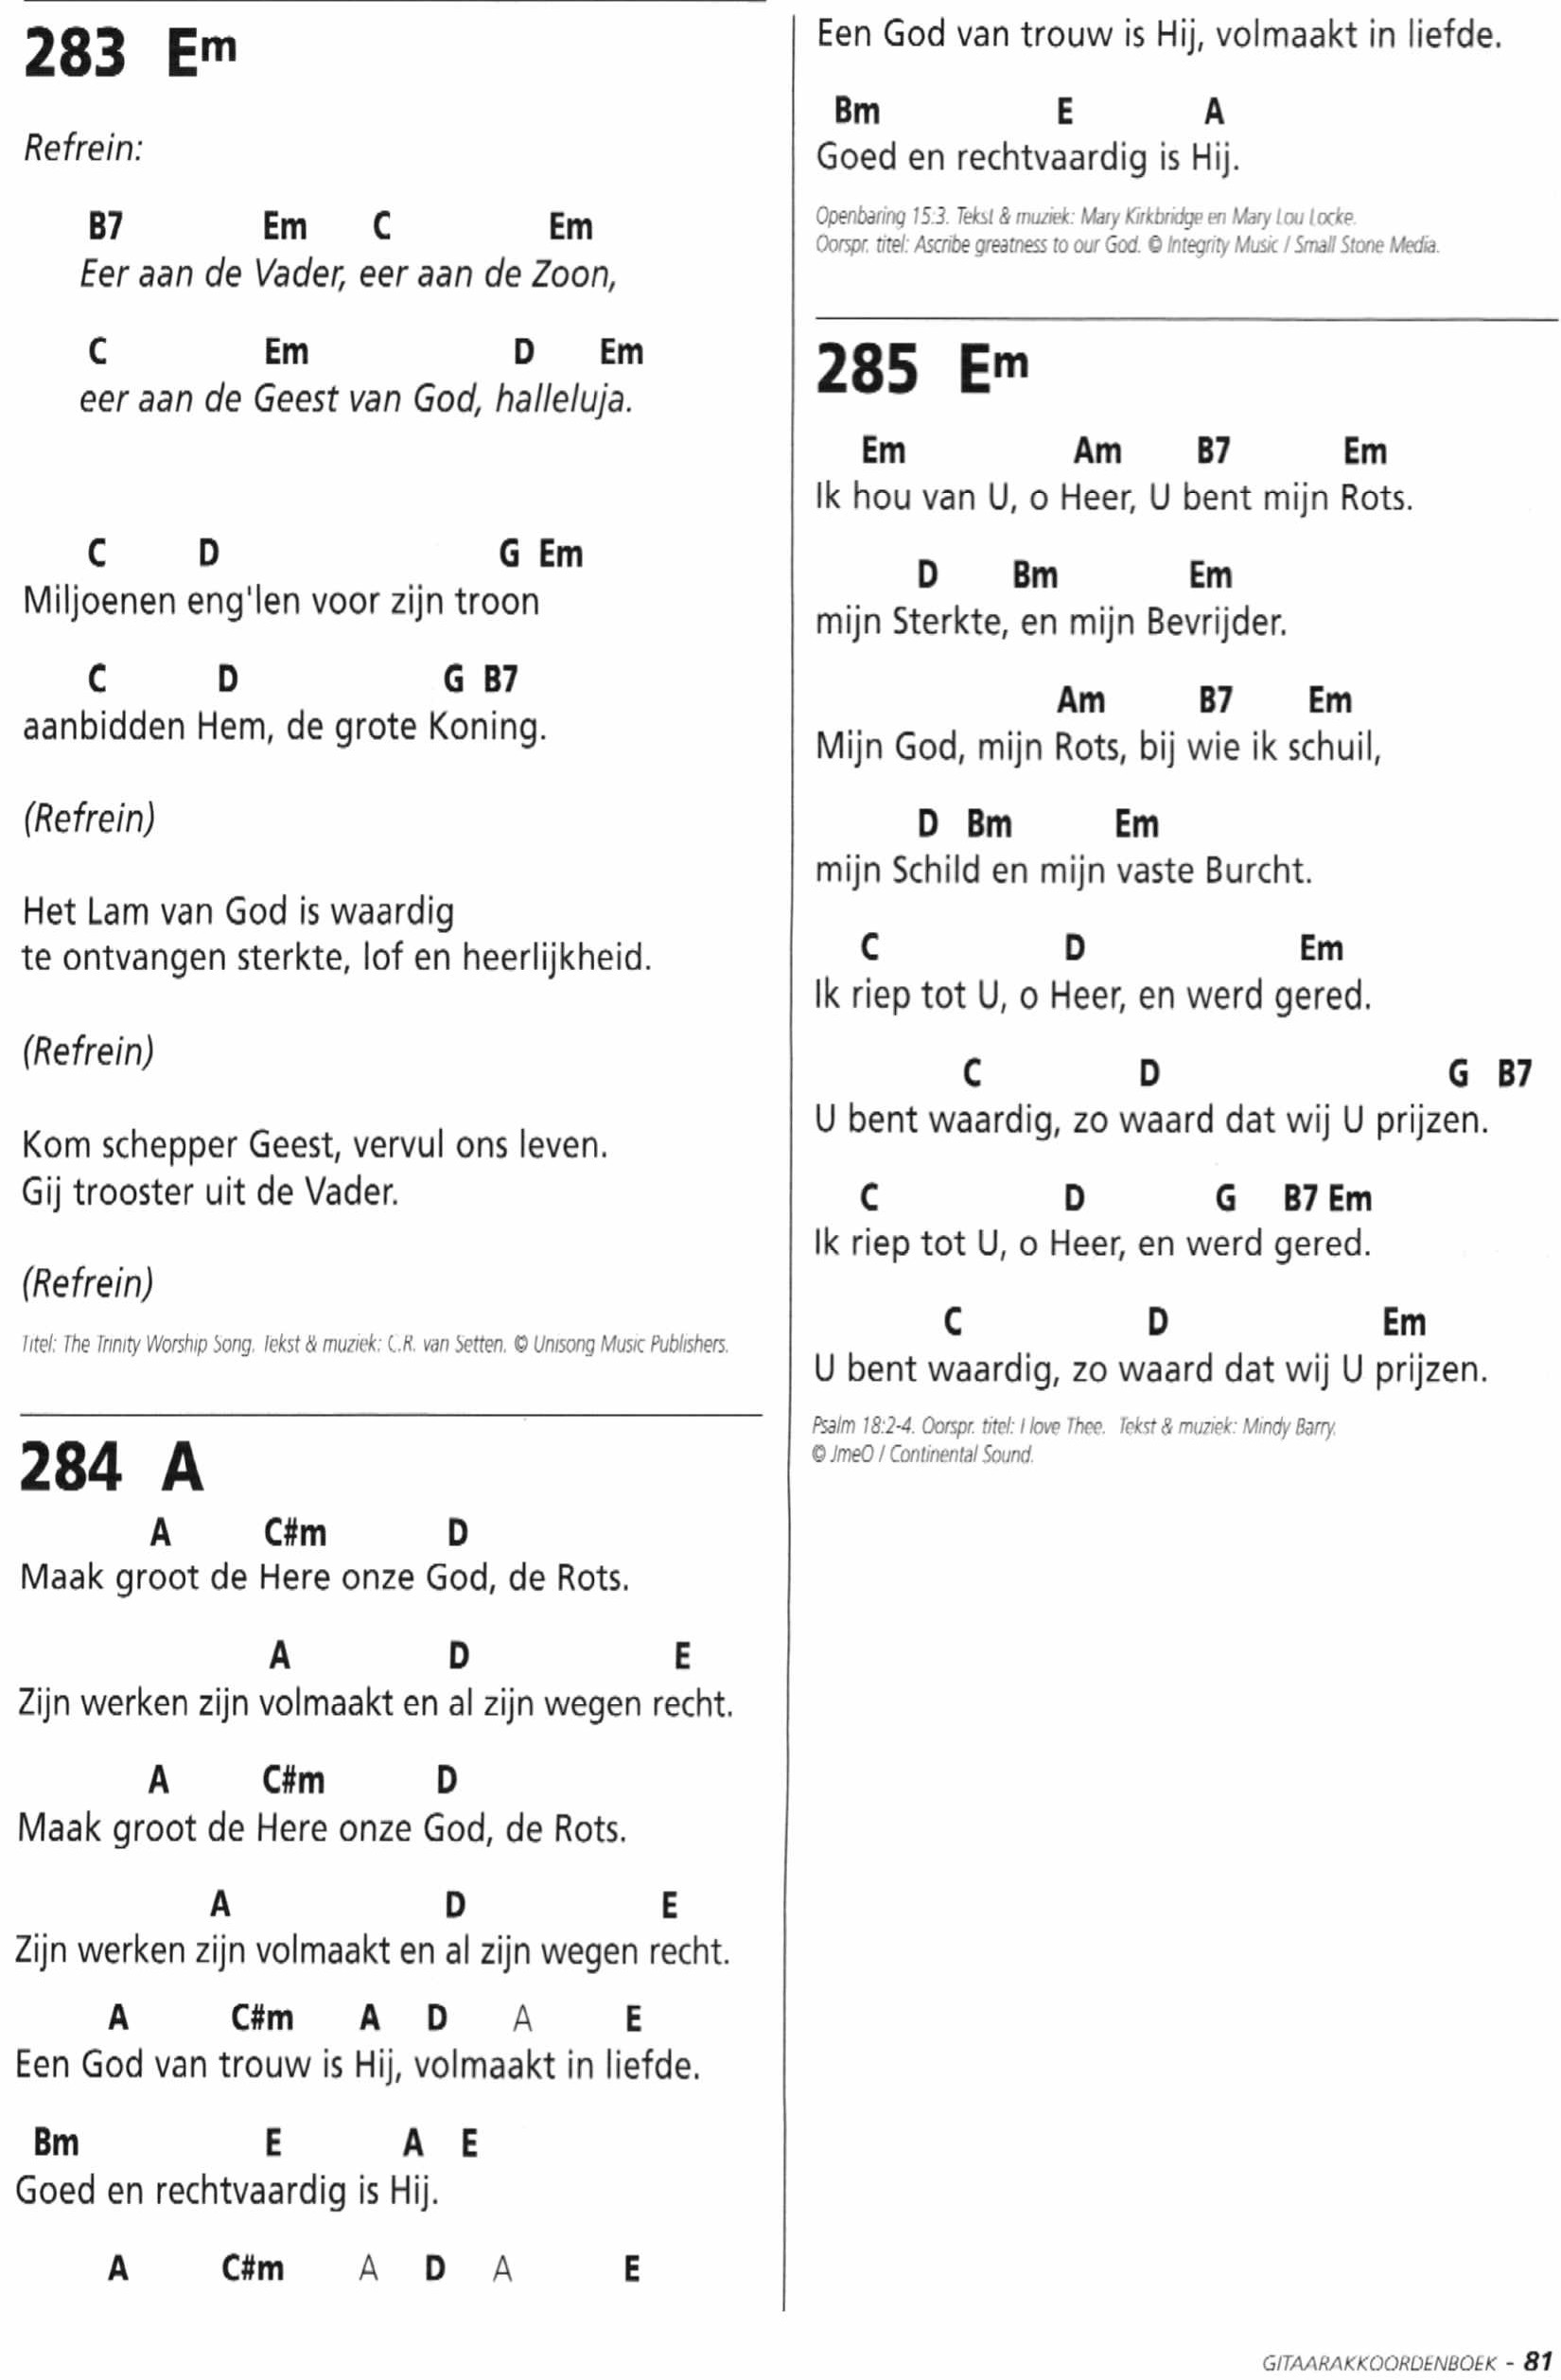 283 Em
Refrein:
B7 Em C Em
Eer aan de Vader, eer aan de Zoon,
C Em D Em
eer aan de Geest van God, halleluja.
C D G Em
Miljoenen eng'len voor zijn troon
C D G B7
aanbidden Hem, de grote Koning.
(Refrein)
Het Lam van God is waardig
te ontvangen sterkte, lof en heerlijkheid.
(Refrein)
Kom schepper Geest, vervul ons leven.
Gij trooster uit de Vader.
(Refrein)
Titel: The Trinity Worship Song. Tekst & muziek: C.R. van Setten. © Unisong Music Publishers.
284 A
A C#m D
Maak groot de Here onze God, de Rots.
A D E
Zijn werken zijn volmaakt en al zijn wegen recht.
A C#m D
Maak groot de Here onze God, de Rots.
A D E
Zijn werken zijn volmaakt en al zijn wegen recht.
A C#m A D A E
Een God van trouw is Hij, volmaakt in liefde.
Bm E A E
Goed en rechtvaardig is Hij.
A C#m A D A E
Een God van trouw is Hij, volmaakt in liefde.
Bm E A
Goed en rechtvaardig is Hij.
Openbaring 15:3. Tekst & muziek: Mary Kirkbridge en Mary Lou Locke.
Oorspr. titel: Ascribe greatness to our God. © Integrity Music / Small Stone Media.
285 Em
Em Am B7 Em
Ik hou van U, o Heer, U bent mijn Rots.
D Bm Em
mijn Sterkte, en mijn Bevrijder.
Am B7 Em
Mijn God, mijn Rots, bij wie ik schuil,
D Bm Em
mijn Schild en mijn vaste Burcht.
C D Em
Ik riep tot U, o Heer, en werd gered.
C D G B7
U bent waardig, zo waard dat wij U prijzen.
C D G B7 Em
Ik riep tot U, o Heer, en werd gered.
C D Em
U bent waardig, zo waard dat wij U prijzen.
Psalm 18:2-4. Oorspr. titel: I love Thee. Tekst & muziek: Mindy Barry.
© JmeO / Continental Sound.
GITAARAKKOORDENBOEK - 81